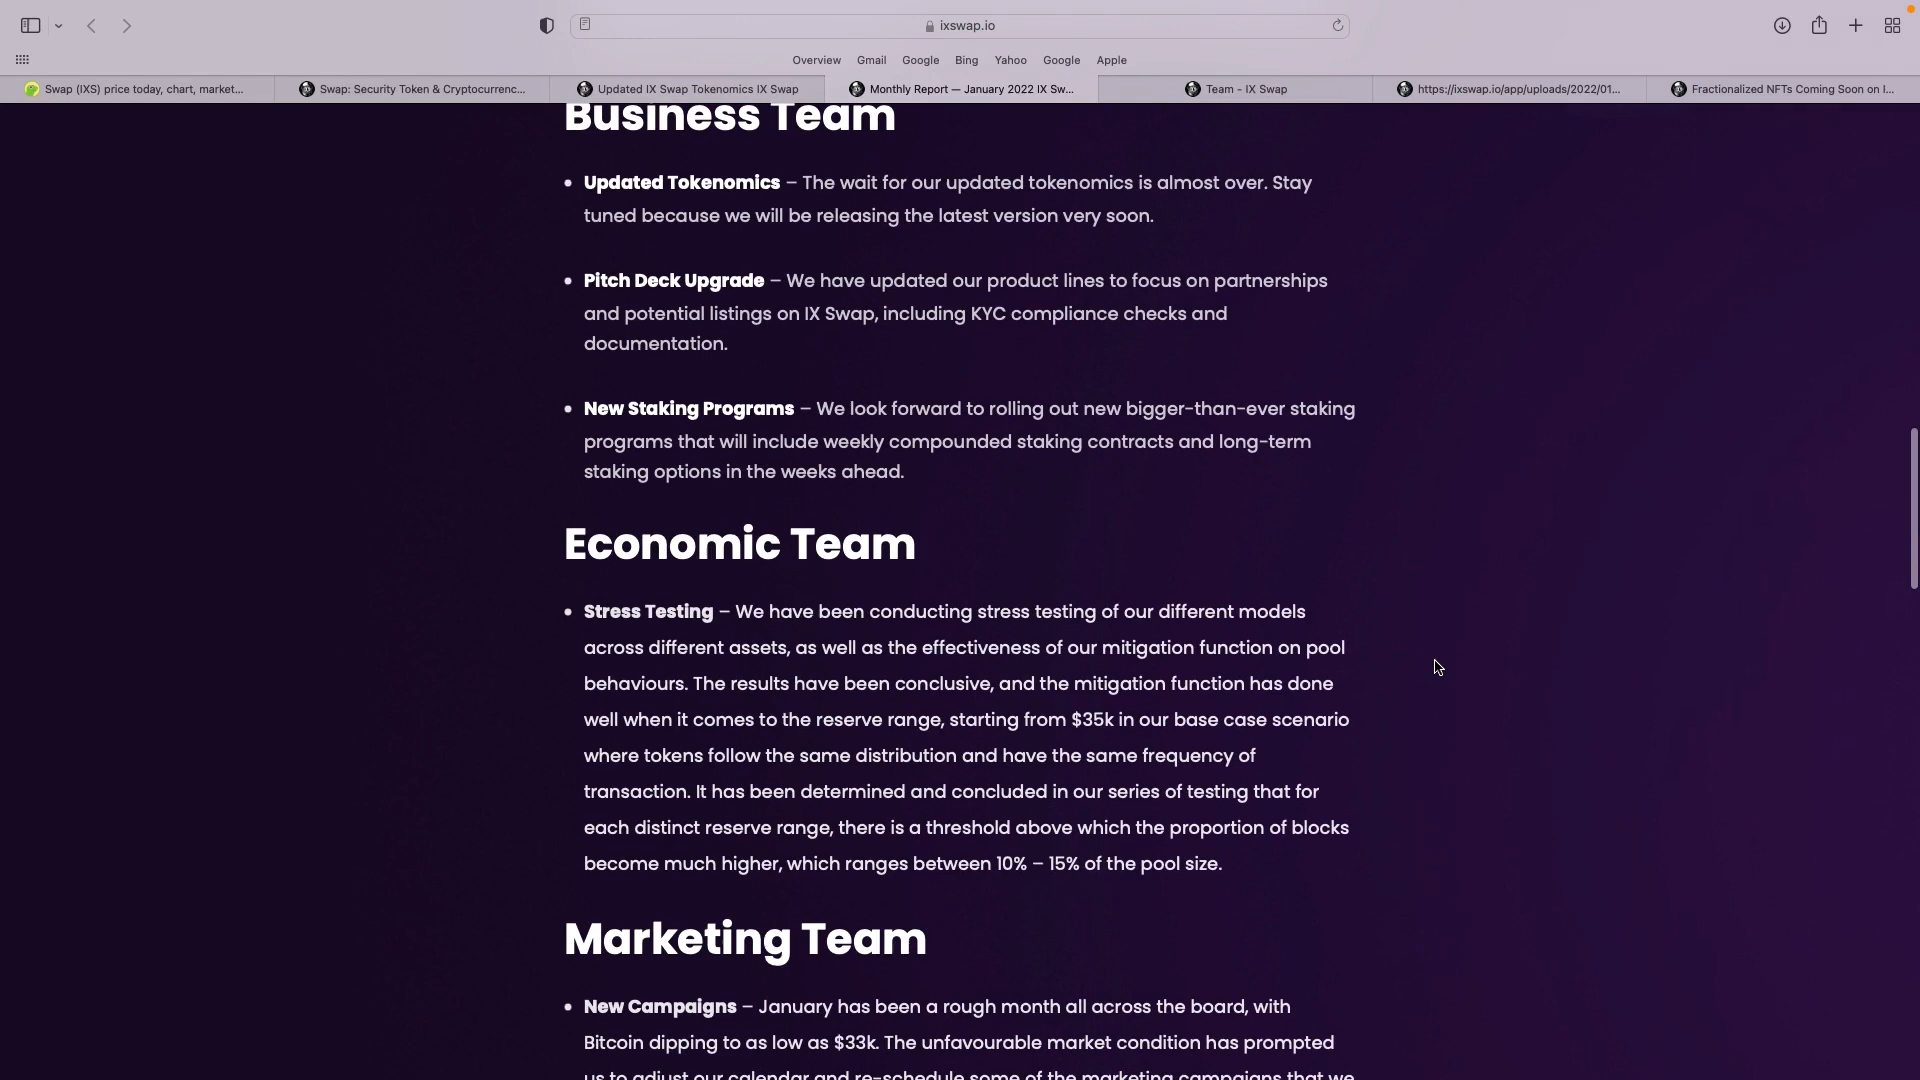 ixswap.io
Overview Gmail Google Bing Yahoo Google Apple
Swap (IXS) price today, chart, market... Swap: Security Token & Cryptocurrenc... Updated IX Swap Tokenomics IX Swap Monthly Report — January 2022 IX Sw... Team - IX Swap https://ixswap.io/app/uploads/2022/01... Fractionalized NFTs Coming Soon on I...
Business Team
• Updated Tokenomics – The wait for our updated tokenomics is almost over. Stay
tuned because we will be releasing the latest version very soon.
• Pitch Deck Upgrade – We have updated our product lines to focus on partnerships
and potential listings on IX Swap, including KYC compliance checks and
documentation.
• New Staking Programs – We look forward to rolling out new bigger-than-ever staking
programs that will include weekly compounded staking contracts and long-term
staking options in the weeks ahead.
Economic Team
• Stress Testing – We have been conducting stress testing of our different models
across different assets, as well as the effectiveness of our mitigation function on pool
behaviours. The results have been conclusive, and the mitigation function has done
well when it comes to the reserve range, starting from $35k in our base case scenario
where tokens follow the same distribution and have the same frequency of
transaction. It has been determined and concluded in our series of testing that for
each distinct reserve range, there is a threshold above which the proportion of blocks
become much higher, which ranges between 10% – 15% of the pool size.
Marketing Team
• New Campaigns – January has been a rough month all across the board, with
Bitcoin dipping to as low as $33k. The unfavourable market condition has prompted
us to adjust our calendar and re-schedule some of the marketing campaigns that we